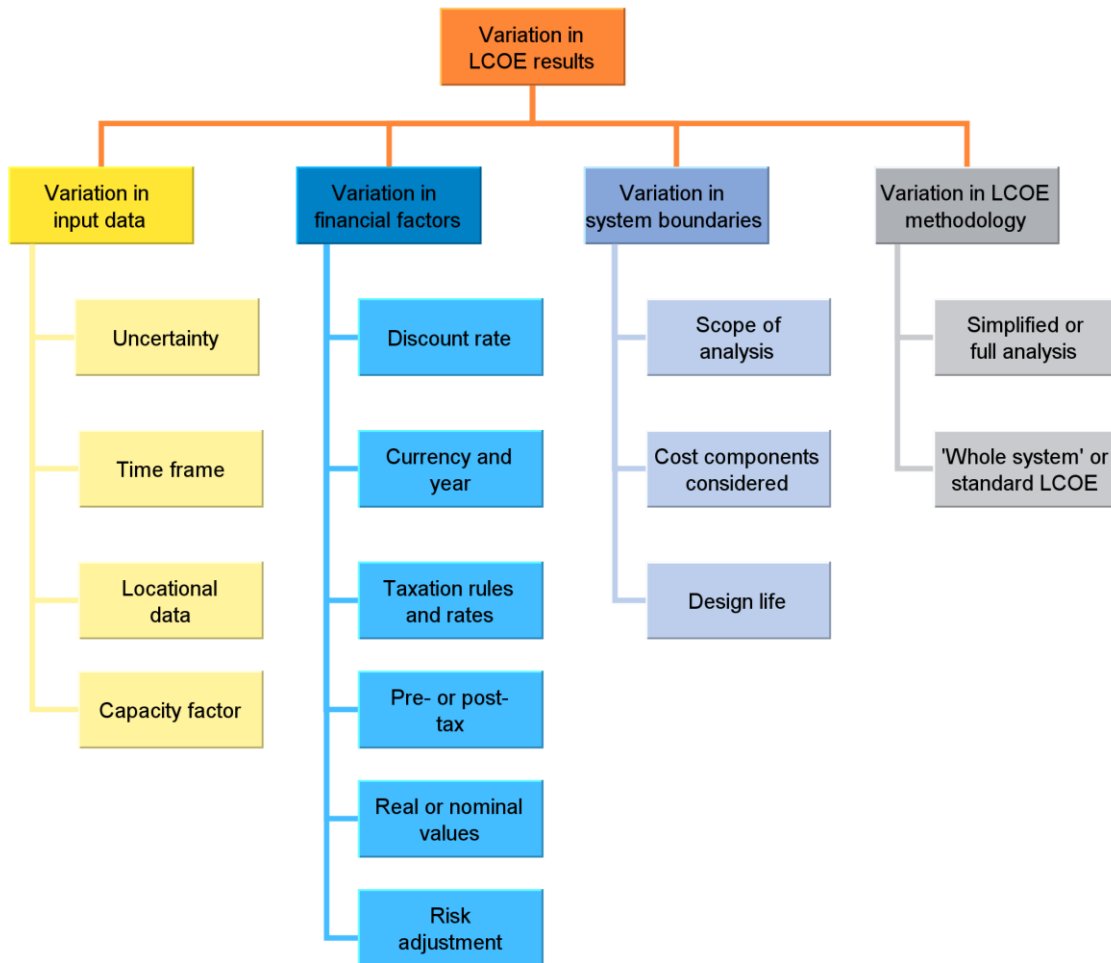 Variation in
LCOE results
Variation in
input data
Uncertainty
Time frame
Locational
data
Capacity factor
Variation in
financial factors
Discount rate
Currency and
year
Taxation rules
and rates
Pre- or post-
tax
Real or nominal
values
Risk
adjustment
Variation in
system boundaries
Scope of
analysis
Cost components
considered
Design life
Variation in LCOE
methodology
Simplified or
full analysis
'Whole system' or
standard LCOE